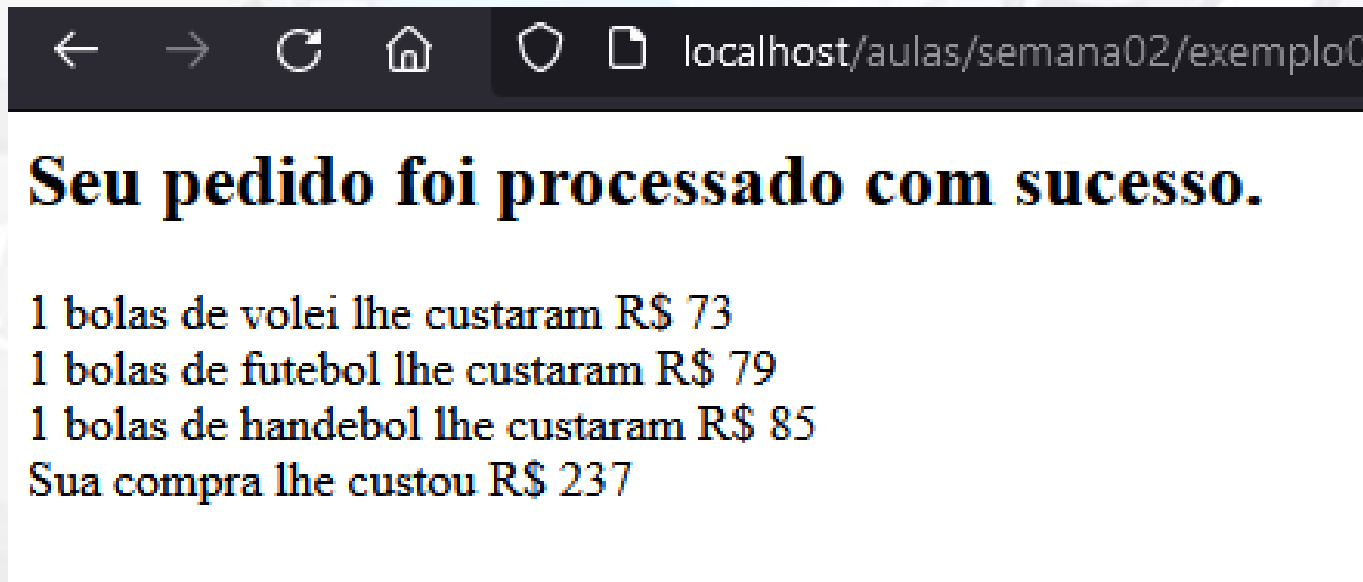 localhost/aulas/semana02/exemplo0
Seu pedido foi processado com sucesso.
1 bolas de volei lhe custaram R$ 73
1 bolas de futebol lhe custaram R$ 79
1 bolas de handebol lhe custaram R$ 85
Sua compra lhe custou R$ 237